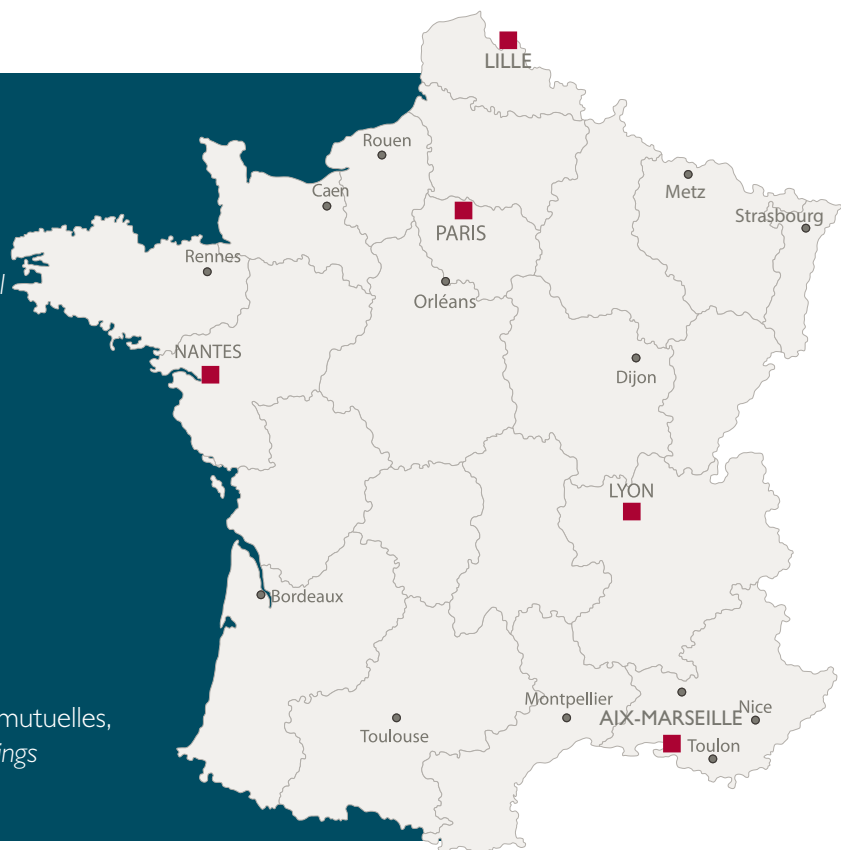 LILLE
Rouen
Metz
Caen
Strasbourg
PARIS
Rennes
l
Orléans
NANTES
Dijon
LYON
Bordeaux
Montpellier
Nice
mutuelles,
AIX-MARSEILLE
Toulouse
Toulon
ings